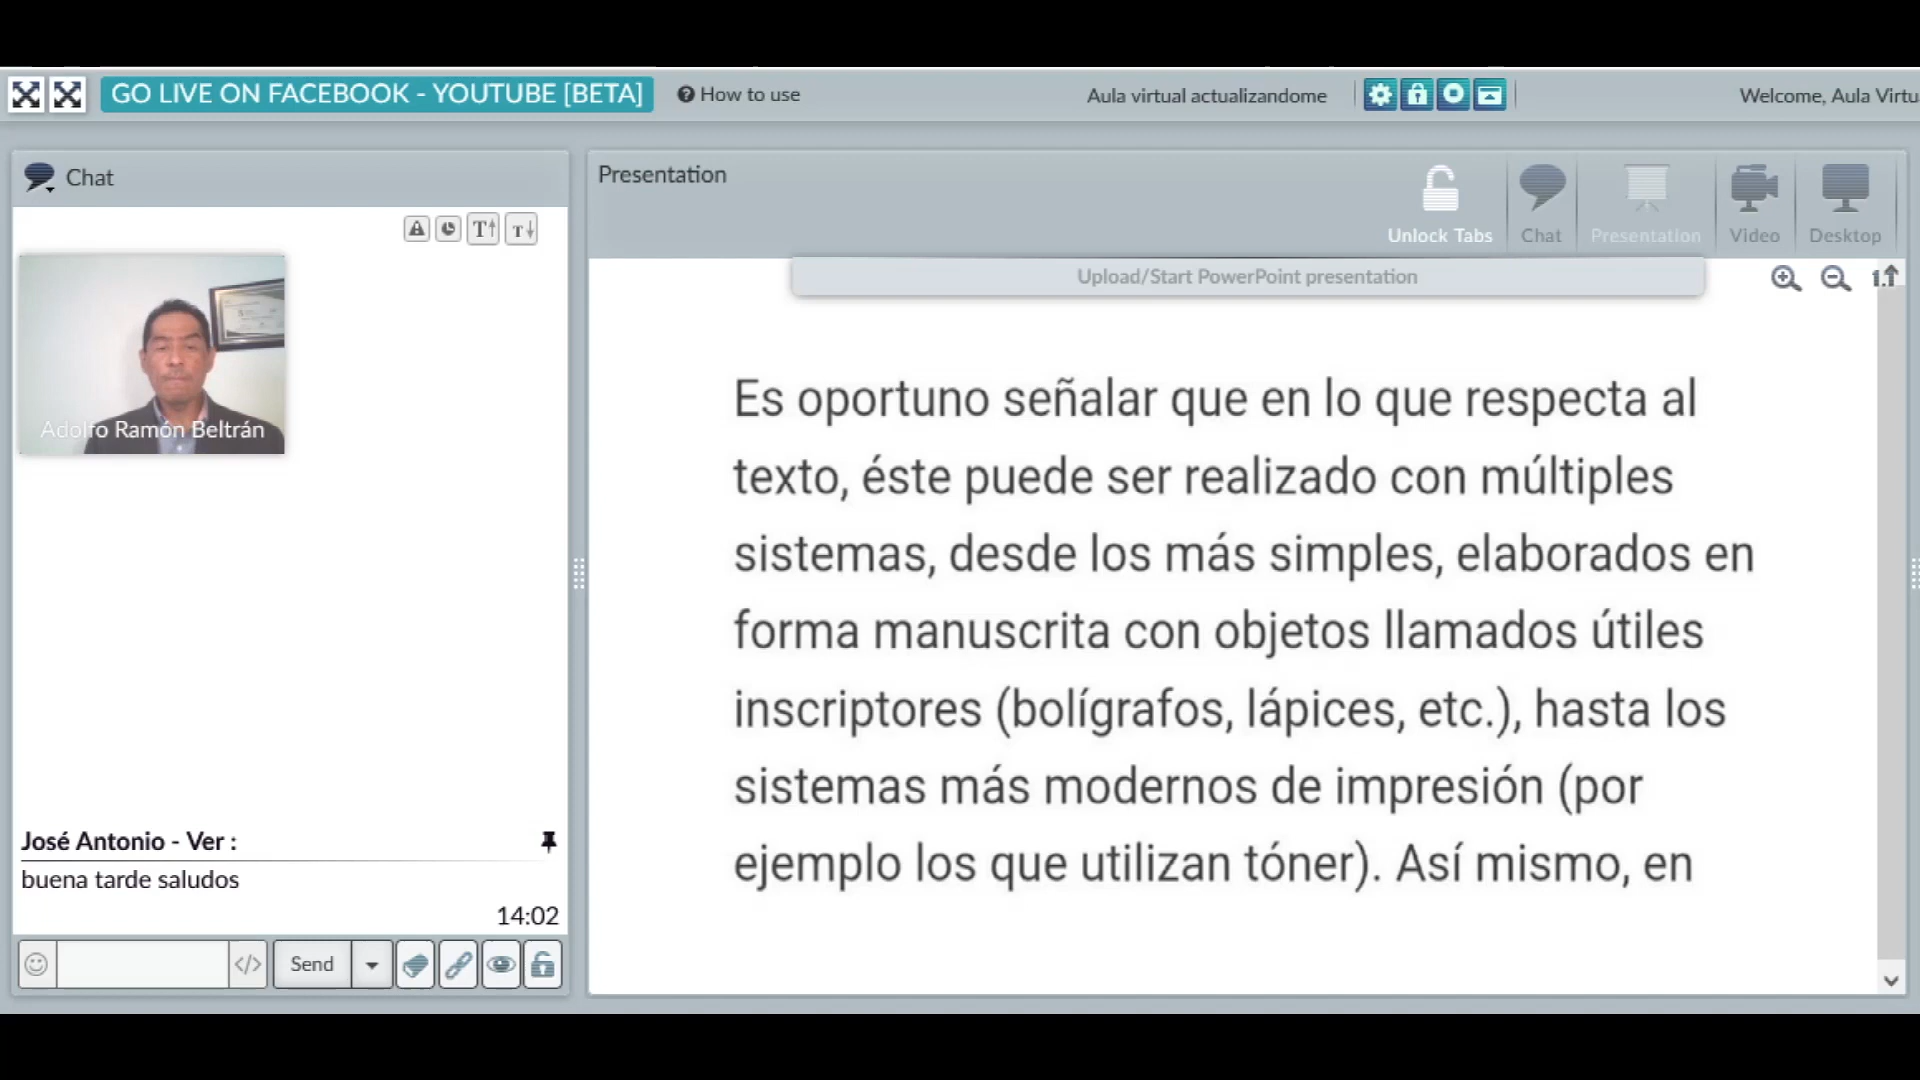 GO LIVE ON FACEBOOK - YOUTUBE [BETA]
How to use
Aula virtual actualizandome
Welcome, Aula Virtu
Chat
Adolfo Ramón Beltrán
José Antonio - Ver :
buena tarde saludos
14:02
Send
Presentation
Unlock Tabs
Chat
Presentation
Video
Desktop
Upload/Start PowerPoint presentation
Es oportuno señalar que en lo que respecta al
texto, éste puede ser realizado con múltiples
sistemas, desde los más simples, elaborados en
forma manuscrita con objetos llamados útiles
inscriptores (bolígrafos, lápices, etc.), hasta los
sistemas más modernos de impresión (por
ejemplo los que utilizan tóner). Así mismo, en